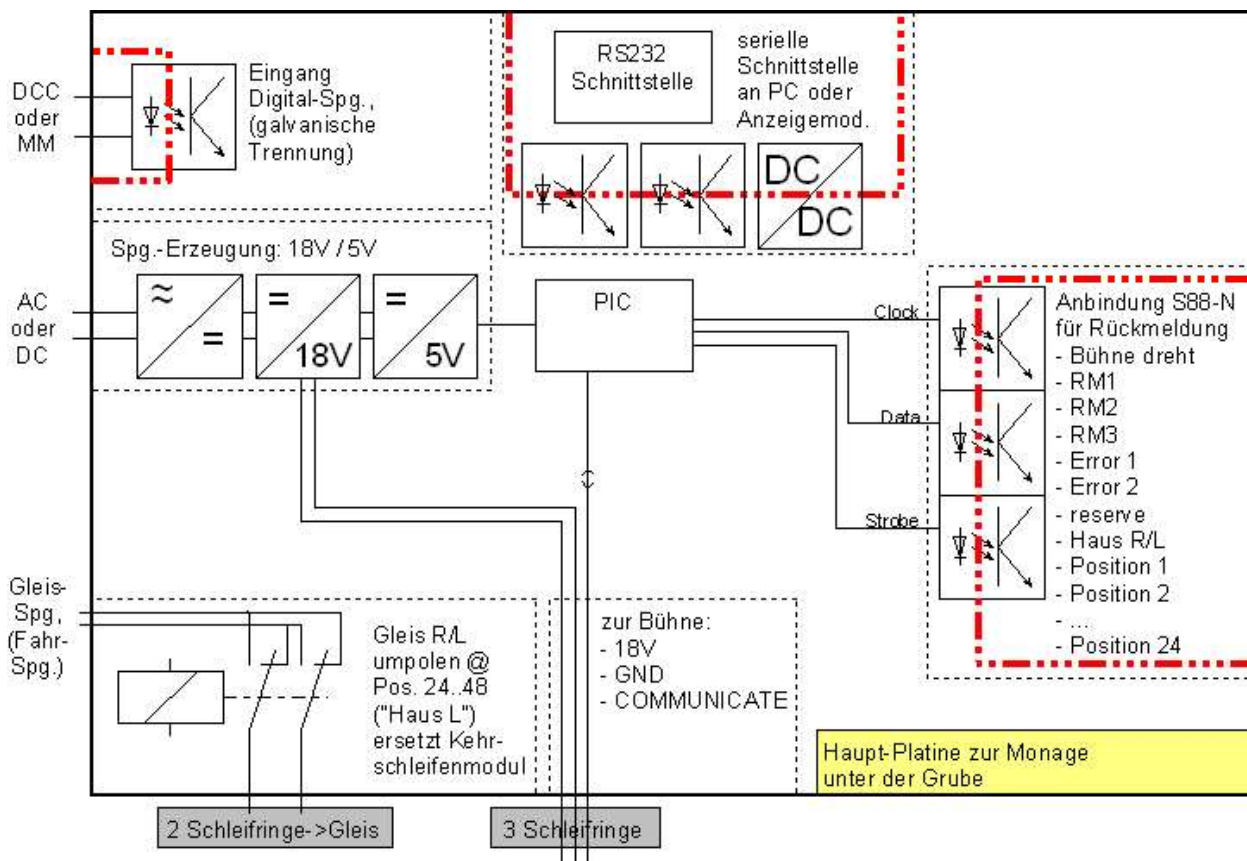 DCC
oder
MM
Eingang
Digital-Spg.,
(galvanische
Trennung)
RS232
Schnittstelle
serielle
Schnittstelle
an PC oder
Anzeigemod.
DC
DC
Spg.-Erzeugung: 18V / 5V
AC
oder
DC
≈
=
=
18V
=
5V
PIC
Clock
Data
Strobe
Anbindung S88-N
für Rückmeldung
- Bühne dreht
- RM1
- RM2
- RM3
- Error 1
- Error 2
- reserve
- Haus R/L
- Position 1
- Position 2
- ...
- Position 24
Gleis-
Spg,
(Fahr-
Spg.)
Gleis R/L
umpolen @
Pos. 24..48
("Haus L")
ersetzt Kehr-
schleifenmodul
zur Bühne:
- 18V
- GND
- COMMUNICATE
Haupt-Platine zur Monage
unter der Grube
2 Schleifringe->Gleis
3 Schleifringe